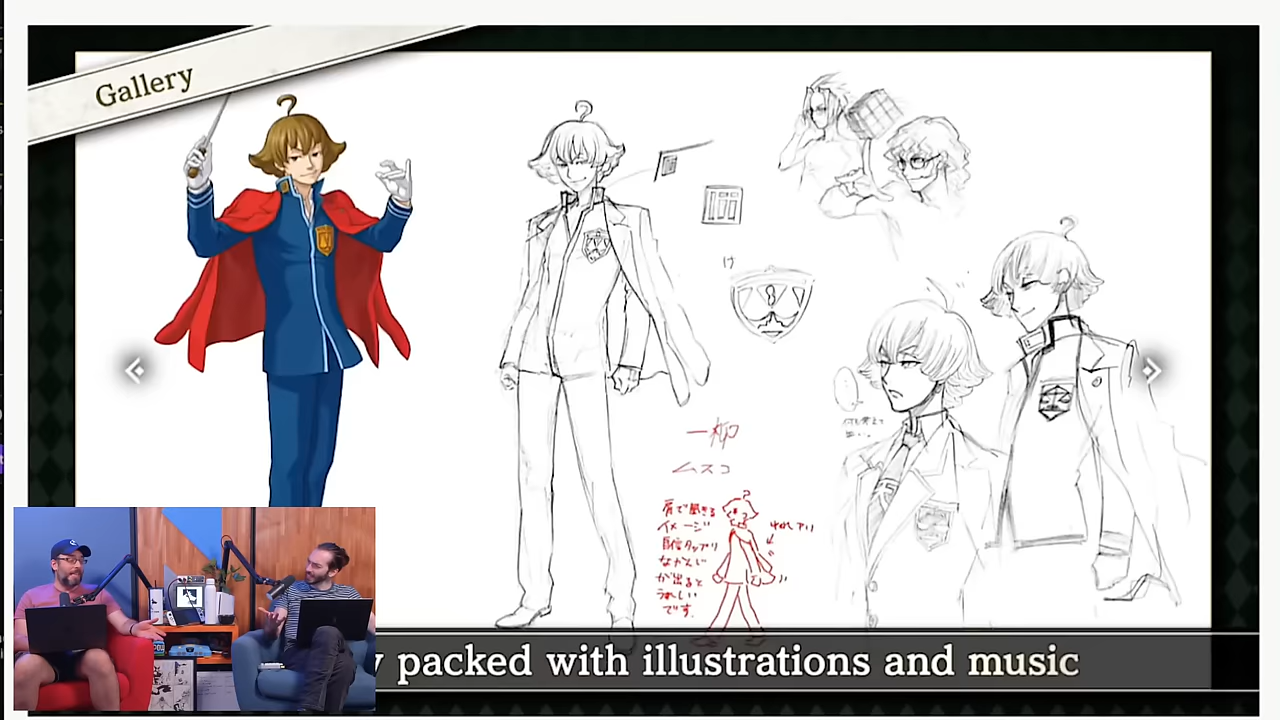 Gallery
一柳
ムスコ
肩で風きる
イメージ
自信タップリ
なかんじ
が出ると
うれしい
です。
packed with illustrations and music